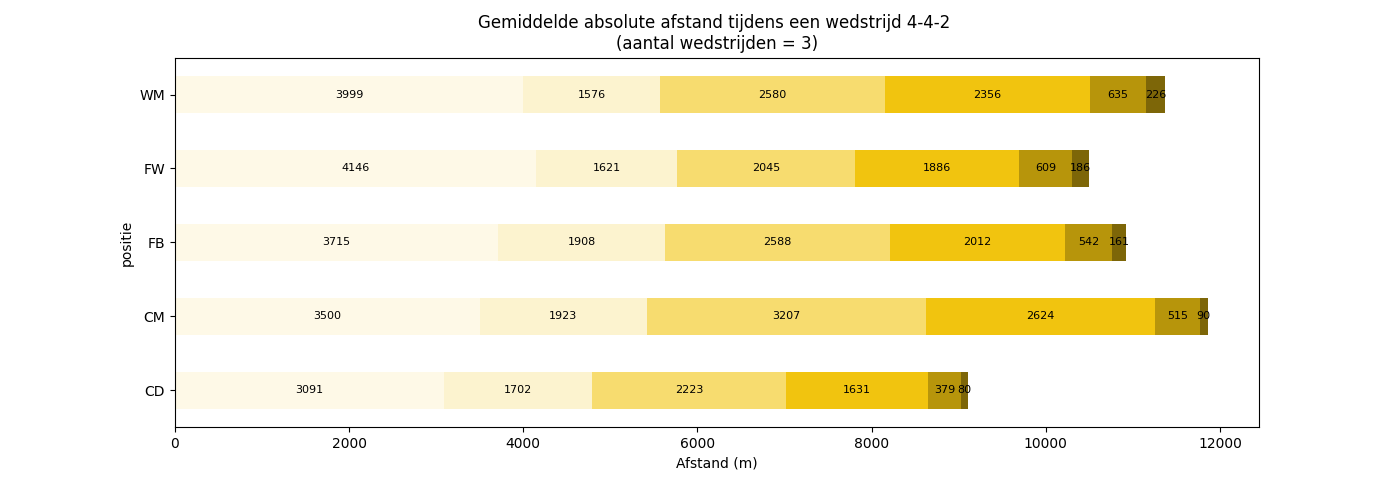 Gemiddelde absolute afstand tijdens een wedstrijd 4-4-2
(aantal wedstrijden = 3)
WM 3999 1576 2580 2356 635 226
FW 4146 1621 2045 1886 609 186
FB 3715 1908 2588 2012 542 161
CM 3500 1923 3207 2624 515 90
CD 3091 1702 2223 1631 379 80
positie
0 2000 4000 6000 8000 10000 12000
Afstand (m)